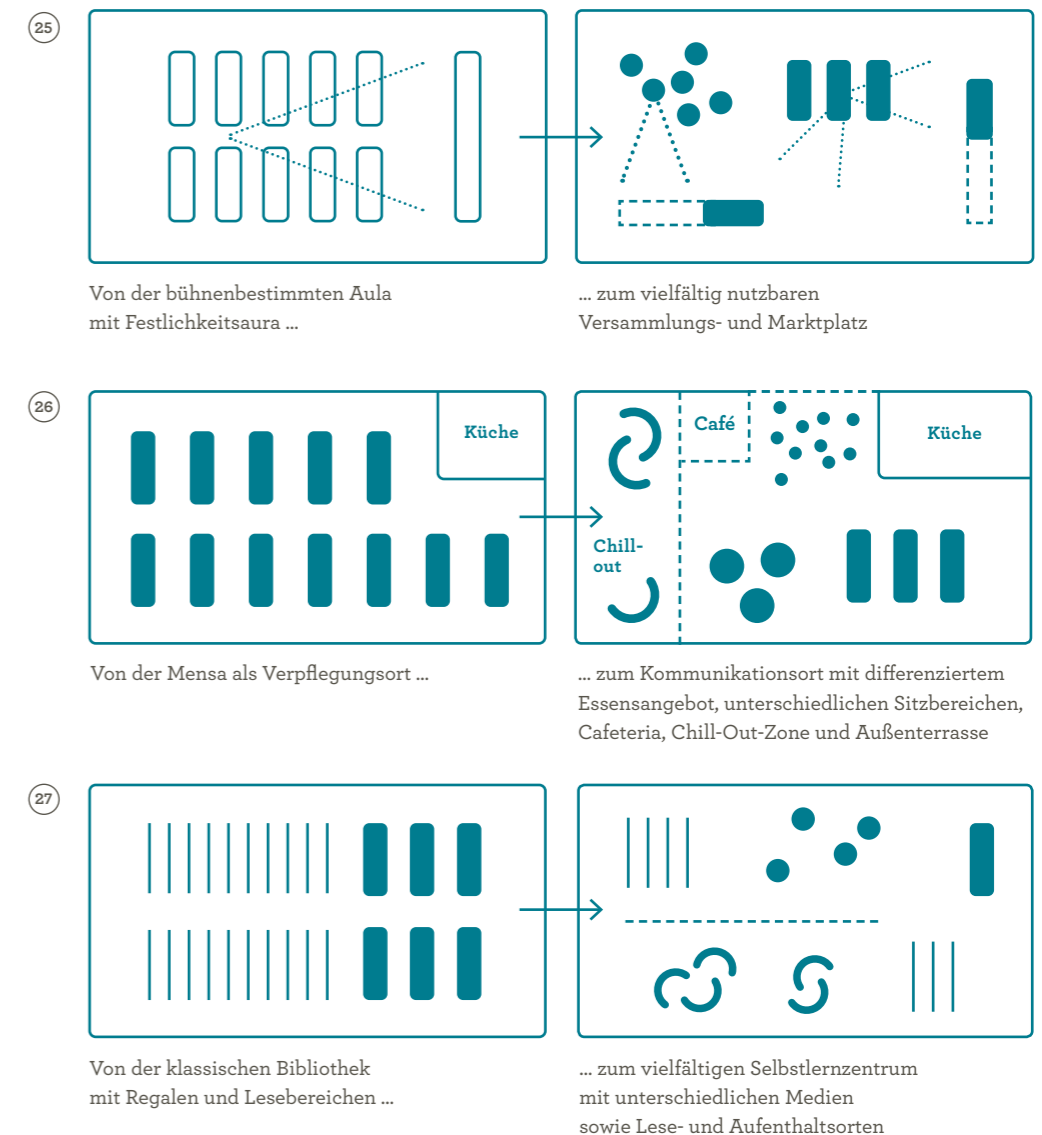 25
Von der bühnenbestimmten Aula
mit Festlichkeitsaura ...
... zum vielfältig nutzbaren
Versammlungs- und Marktplatz
26
Küche
Café
Küche
Chill-
out
Von der Mensa als Verpflegungsort ...
... zum Kommunikationsort mit differenziertem
Essensangebot, unterschiedlichen Sitzbereichen,
Cafeteria, Chill-Out-Zone und Außenterrasse
27
Von der klassischen Bibliothek
mit Regalen und Lesebereichen ...
... zum vielfältigen Selbstlernzentrum
mit unterschiedlichen Medien
sowie Lese- und Aufenthaltsorten